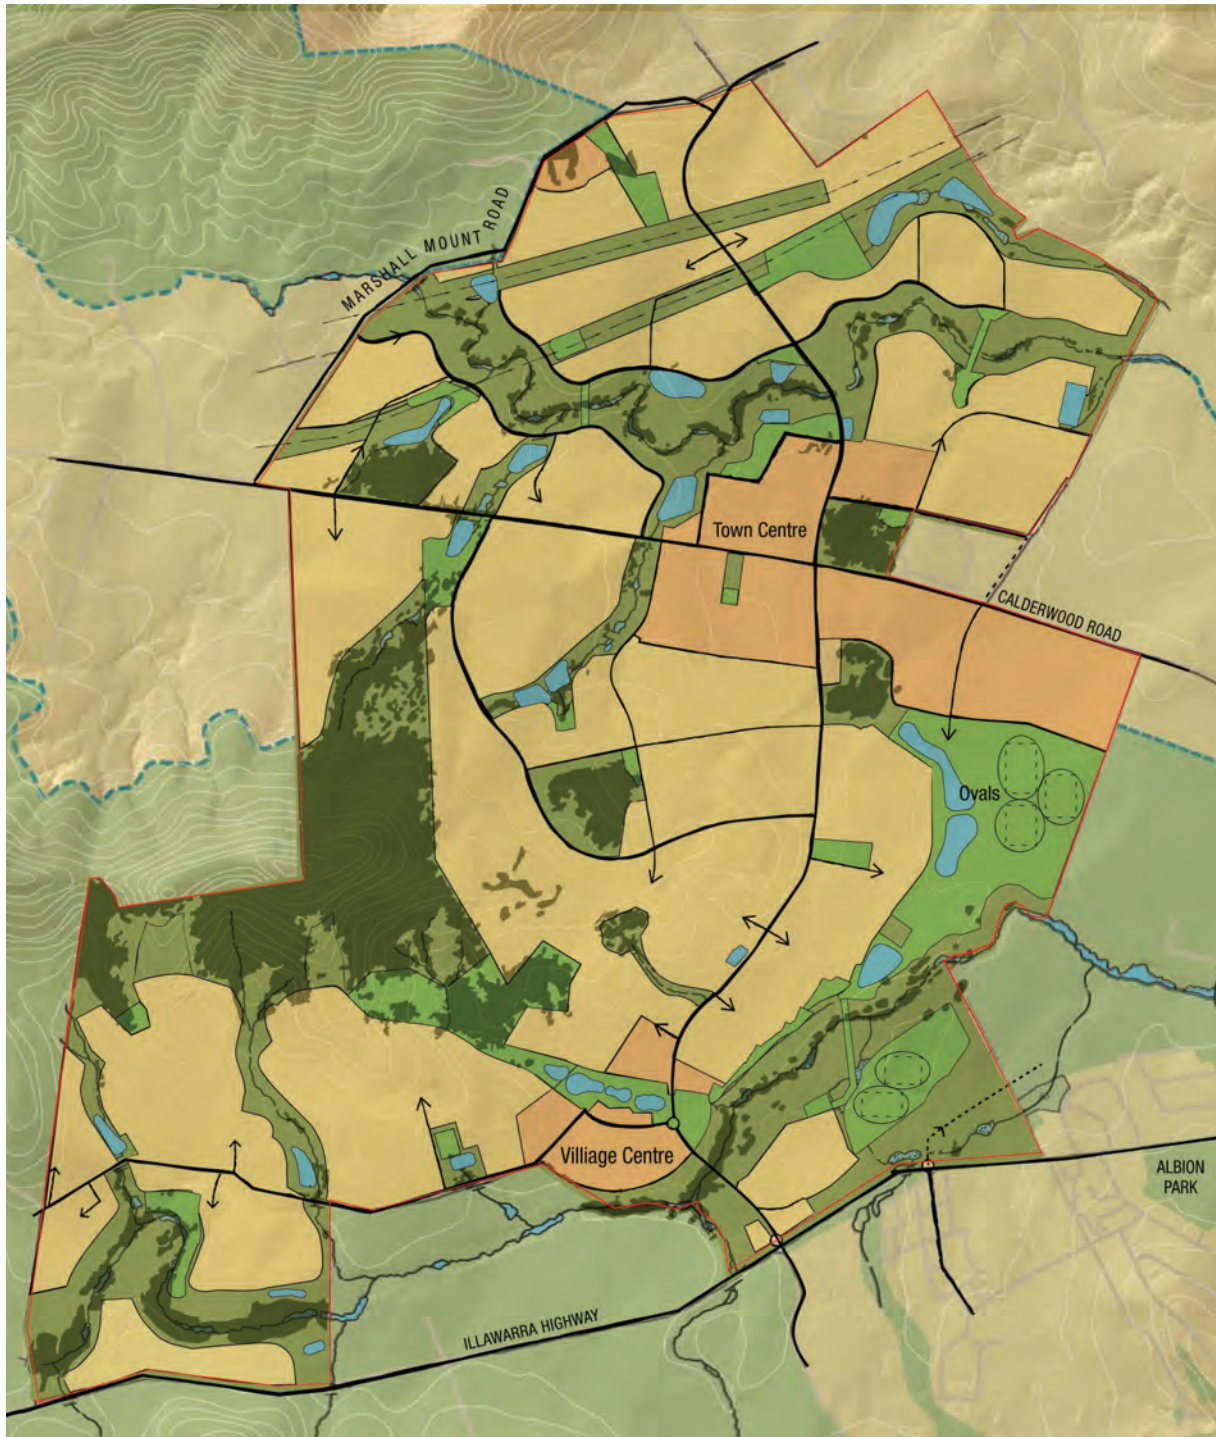 MARSHALL MOUNT ROAD
Town Centre
CALDERWOOD ROAD
Ovals
Villiage Centre
ALBION
PARK
ILLAWARRA HIGHWAY